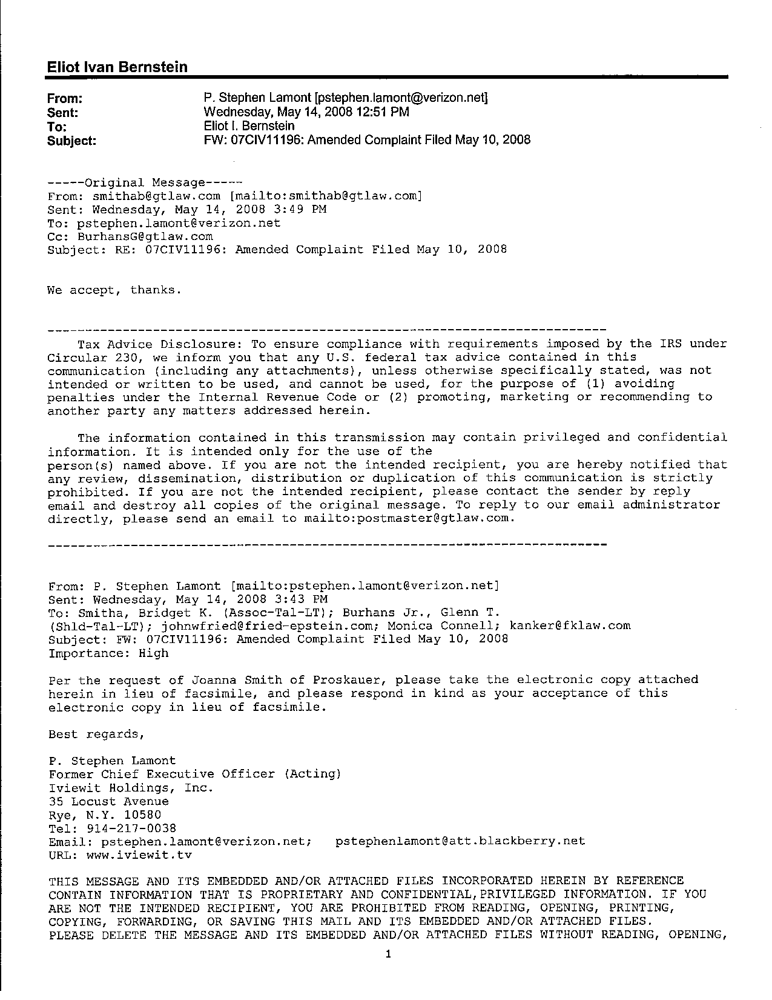 Eliot Ivan Bernstein
From: P. Stephen Lamont [pstephen.lamont@verizon.net]
Sent: Wednesday, May 14, 2008 12:51 PM
To: Eliot I. Bernstein
Subject: FW: 07CIV11196: Amended Complaint Filed May 10, 2008
-----Original Message-----
From: smithab@gtlaw.com [mailto:smithab@gtlaw.com]
Sent: Wednesday, May 14, 2008 3:49 PM
To: pstephen.lamont@verizon.net
Cc: BurhansG@gtlaw.com
Subject: RE: 07CIV11196: Amended Complaint Filed May 10, 2008
We accept, thanks.
--------------------------------------------------------------------------
Tax Advice Disclosure: To ensure compliance with requirements imposed by the IRS under
Circular 230, we inform you that any U.S. federal tax advice contained in this
communication (including any attachments), unless otherwise specifically stated, was not
intended or written to be used, and cannot be used, for the purpose of (1) avoiding
penalties under the Internal Revenue Code or (2) promoting, marketing or recommending to
another party any matters addressed herein.
The information contained in this transmission may contain privileged and confidential
information. It is intended only for the use of the
person(s) named above. If you are not the intended recipient, you are hereby notified that
any review, dissemination, distribution or duplication of this communication is strictly
prohibited. If you are not the intended recipient, please contact the sender by reply
email and destroy all copies of the original message. To reply to our email administrator
directly, please send an email to mailto:postmaster@gtlaw.com.
--------------------------------------------------------------------------
From: P. Stephen Lamont [mailto:pstephen.lamont@verizon.net]
Sent: Wednesday, May 14, 2008 3:43 PM
To: Smitha, Bridget K. (Assoc-Tal-LT); Burhans Jr., Glenn T.
(Shld-Tal-LT); johnwfried@fried-epstein.com; Monica Connell; kanker@fklaw.com
Subject: FW: 07CIV11196: Amended Complaint Filed May 10, 2008
Importance: High
Per the request of Joanna Smith of Proskauer, please take the electronic copy attached
herein in lieu of facsimile, and please respond in kind as your acceptance of this
electronic copy in lieu of facsimile.
Best regards,
P. Stephen Lamont
Former Chief Executive Officer (Acting)
Iviewit Holdings, Inc.
35 Locust Avenue
Rye, N.Y. 10580
Tel: 914-217-0038
Email: pstephen.lamont@verizon.net; pstephenlamont@att.blackberry.net
URL: www.iviewit.tv
THIS MESSAGE AND ITS EMBEDDED AND/OR ATTACHED FILES INCORPORATED HEREIN BY REFERENCE
CONTAIN INFORMATION THAT IS PROPRIETARY AND CONFIDENTIAL,PRIVILEGED INFORMATION. IF YOU
ARE NOT THE INTENDED RECIPIENT, YOU ARE PROHIBITED FROM READING, OPENING, PRINTING,
COPYING, FORWARDING, OR SAVING THIS MAIL AND ITS EMBEDDED AND/OR ATTACHED FILES.
PLEASE DELETE THE MESSAGE AND ITS EMBEDDED AND/OR ATTACHED FILES WITHOUT READING, OPENING,
1